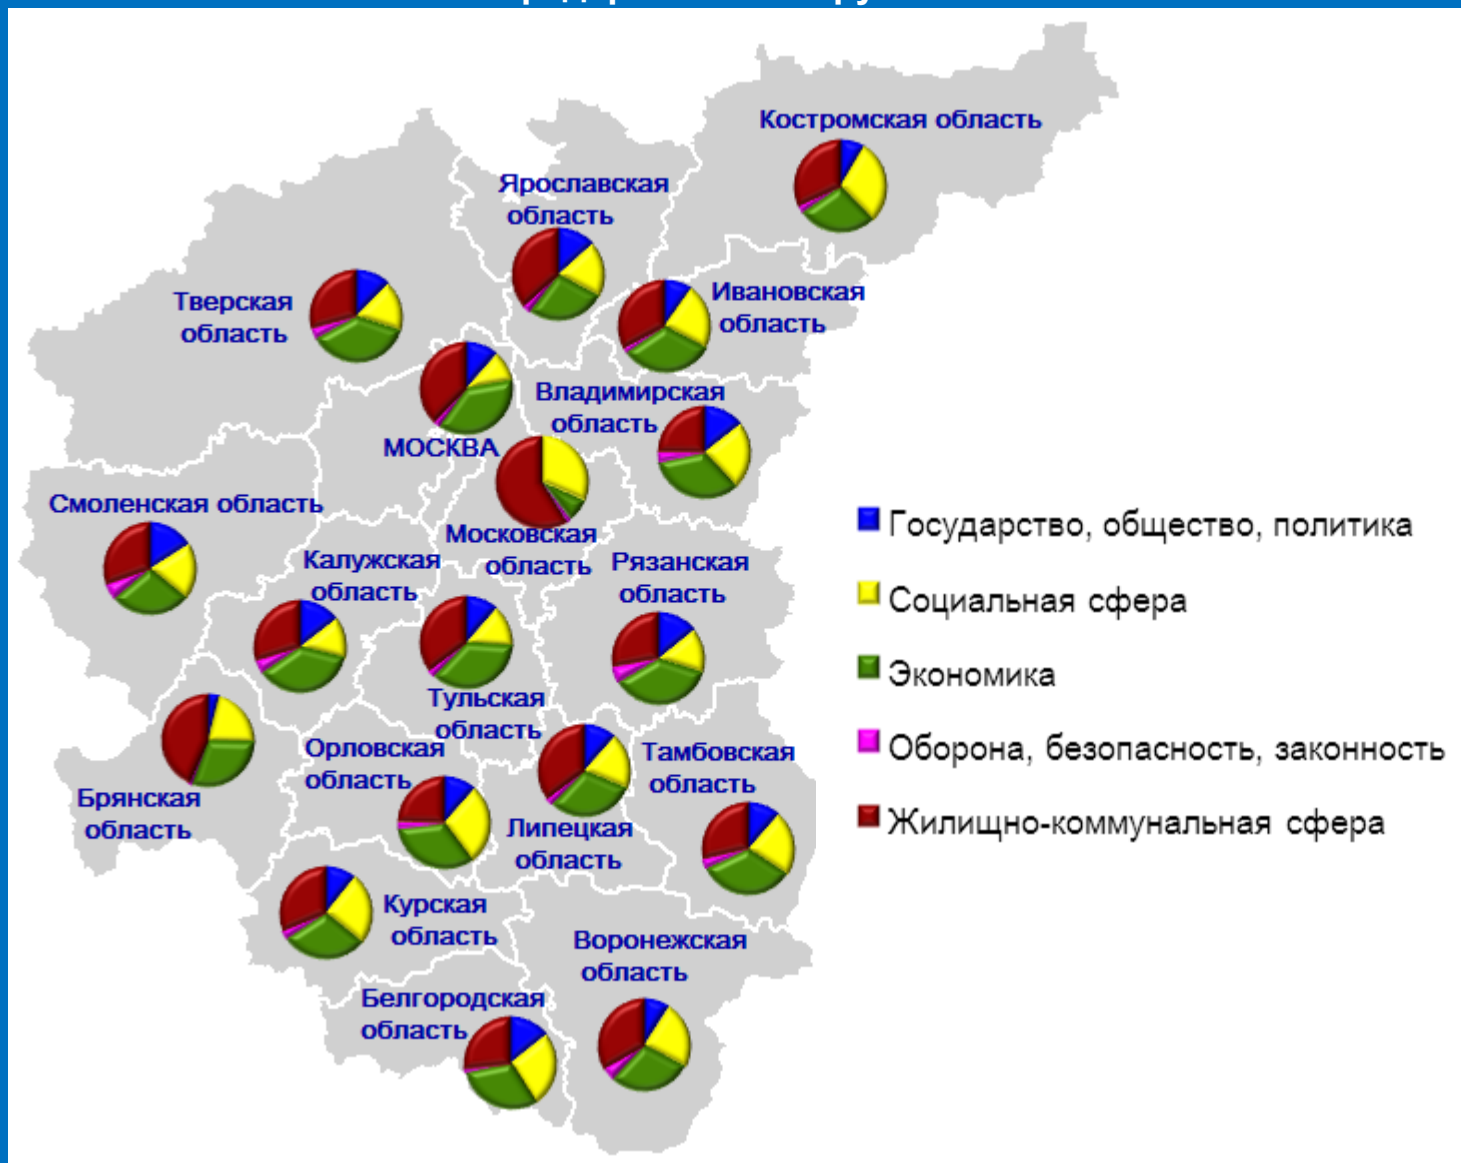 Костромская область
Ярославская
область
Тверская
область
Ивановская
область
Владимирская
область
МОСКВА
Смоленская область
Московская
область
Калужская
область
Рязанская
область
Тульская
область
Орловская
область
Тамбовская
область
Брянская
область
Липецкая
область
Курская
область
Воронежская
область
Белгородская
область
Государство, общество, политика
Социальная сфера
Экономика
Оборона, безопасность, законность
Жилищно-коммунальная сфера